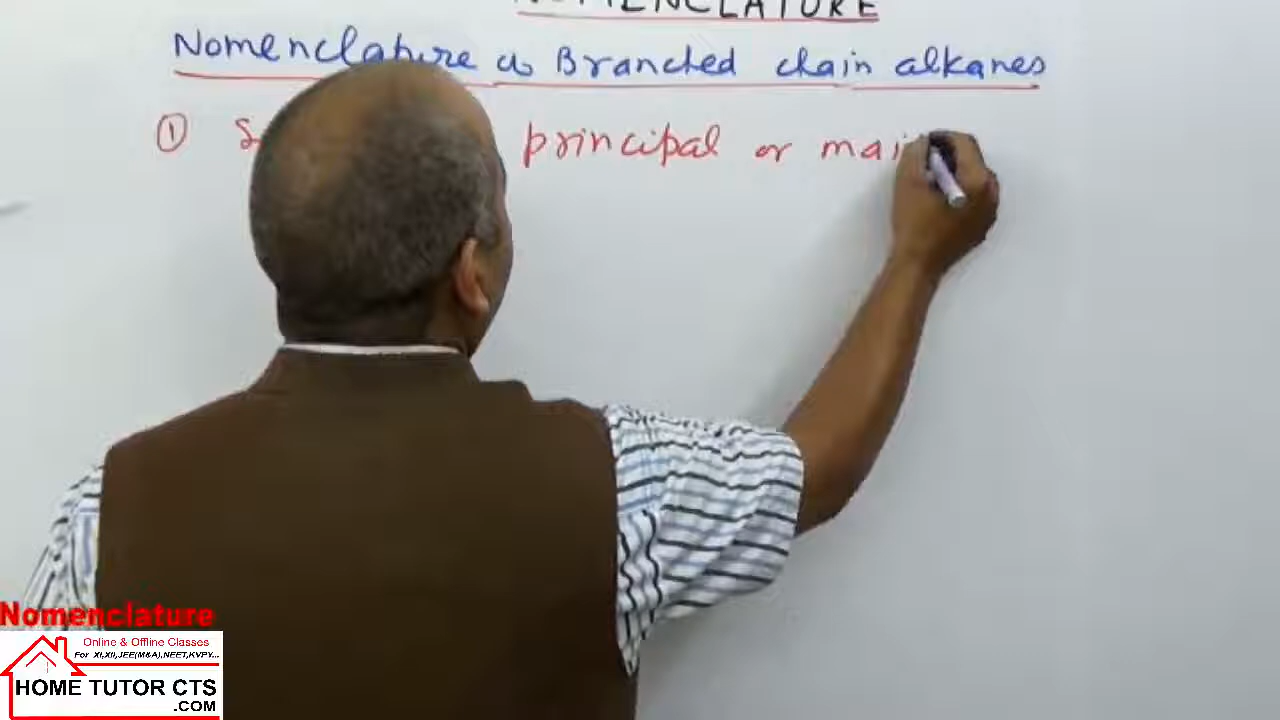 NOMENCLATURE
Nomenclature of Branched chain alkanes
① principal or mai
Nomenclature
Online & Offline Classes
For XI,XII,JEE(M&A),NEET,KVPY...
HOME TUTOR CTS
.COM